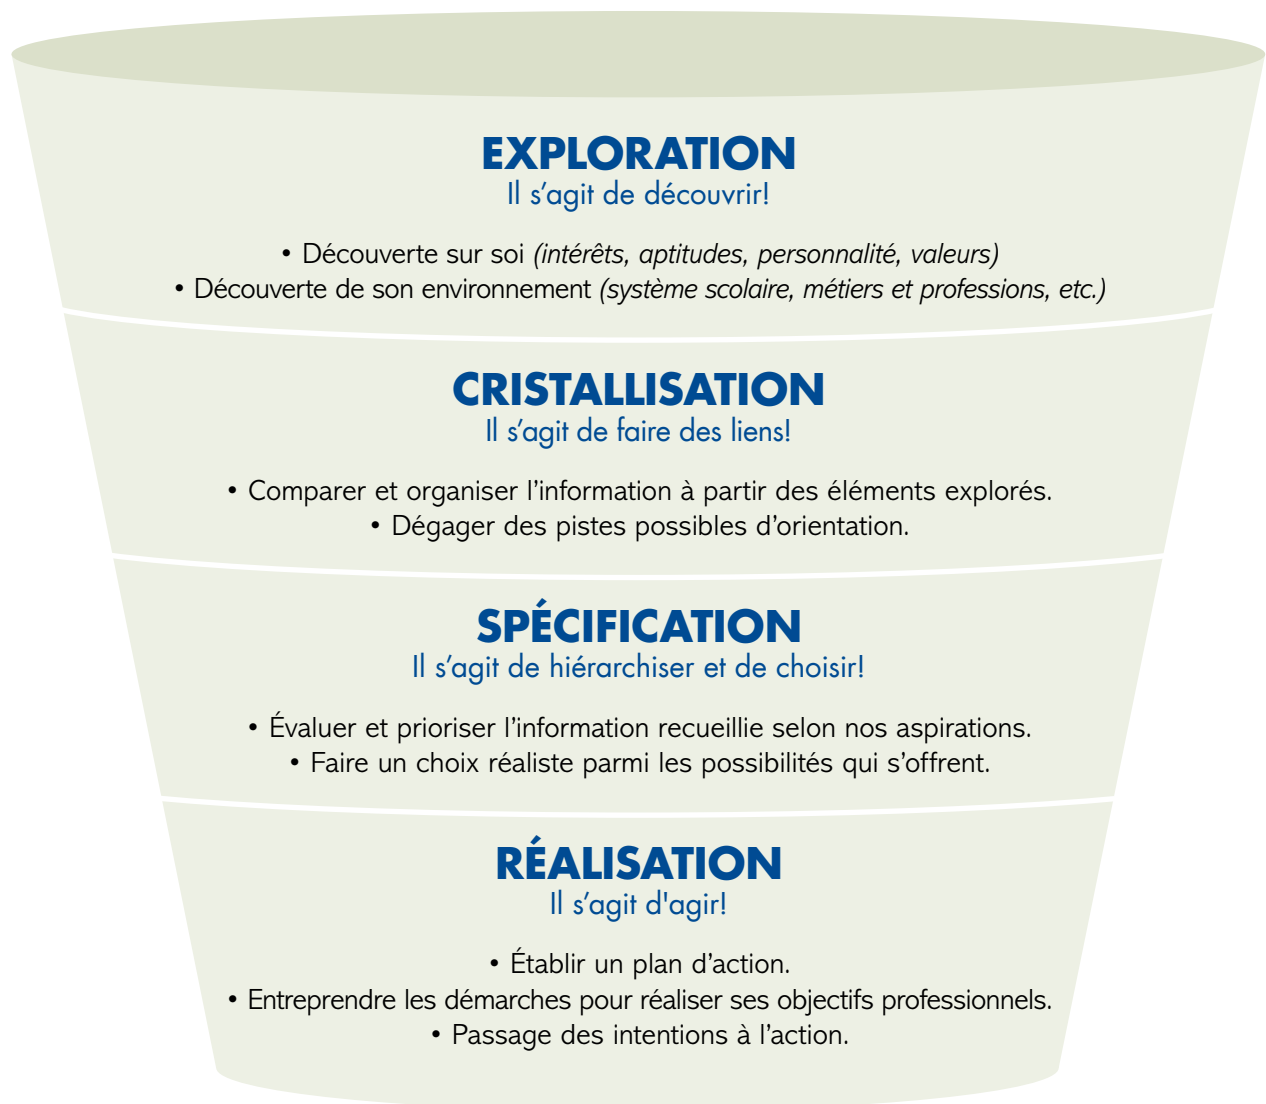 EXPLORATION
Il s’agit de découvrir!
• Découverte sur soi (intérêts, aptitudes, personnalité, valeurs)
• Découverte de son environnement (système scolaire, métiers et professions, etc.)
CRISTALLISATION
Il s’agit de faire des liens!
• Comparer et organiser l’information à partir des éléments explorés.
• Dégager des pistes possibles d’orientation.
SPÉCIFICATION
Il s’agit de hiérarchiser et de choisir!
• Évaluer et prioriser l’information recueillie selon nos aspirations.
• Faire un choix réaliste parmi les possibilités qui s’offrent.
RÉALISATION
Il s’agit d'agir!
• Établir un plan d’action.
• Entreprendre les démarches pour réaliser ses objectifs professionnels.
• Passage des intentions à l’action.